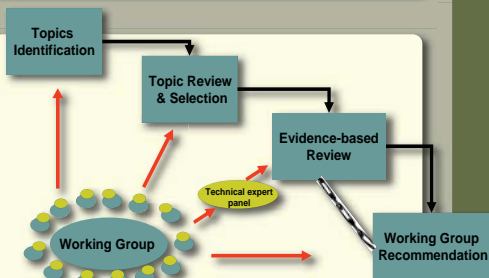 Topics
Identification
Topic Review
& Selection
Evidence-based
Review
Technical expert
panel
Working Group
Working Group
Recommendation